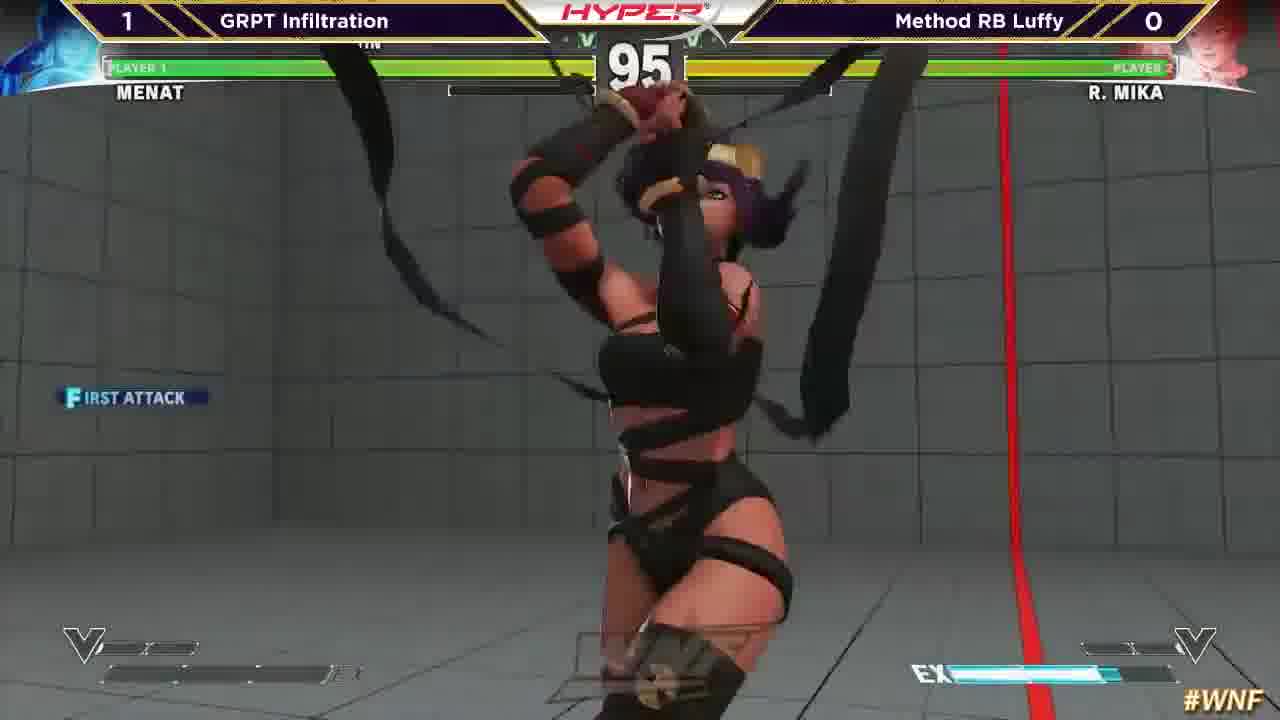 1 GRPT Infiltration HYPERX Method RB Luffy 0
PLAYER 1 95 PLAYER 2
MENAT R. MIKA
FIRST ATTACK
V V
EX
#WNF